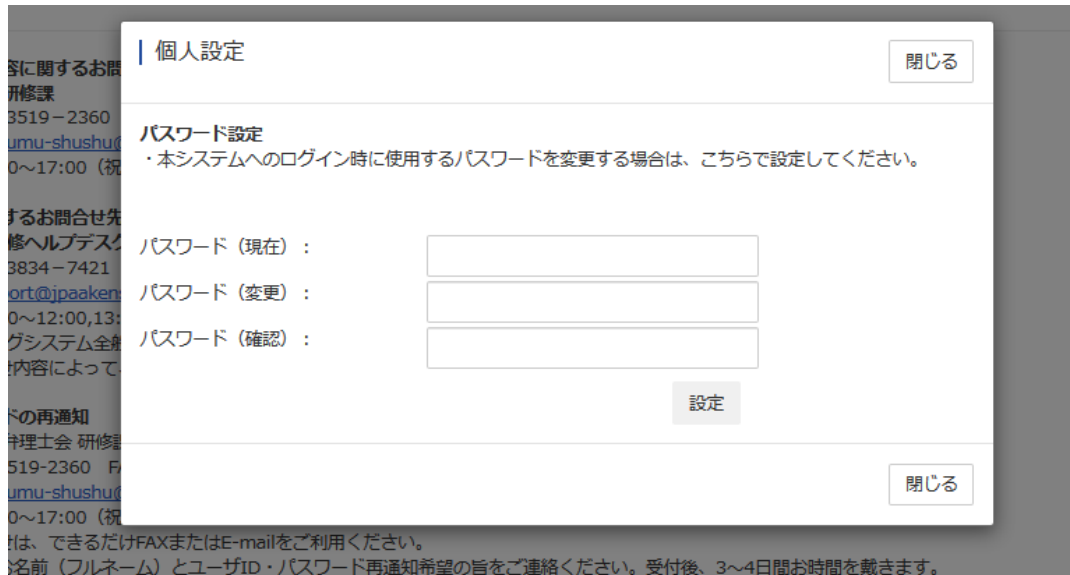 個人設定
閉じる
容に関するお問
研修課
3519－2360
umu-shushu@
0～17:00（祝
パスワード設定
・本システムへのログイン時に使用するパスワードを変更する場合は、こちらで設定してください。
するお問合せ先
修ヘルプデスク
3834－7421
ort@jpaaken
0～12:00,13:
グシステム全般
内容によって
パスワード（現在）：
パスワード（変更）：
パスワード（確認）：
設定
ドの再通知
弁理士会 研修課
519-2360 FA
umu-shushu@
0～17:00（祝
閉じる
は、できるだけFAXまたはE-mailをご利用ください。
名前（フルネーム）とユーザID・パスワード再通知希望の旨をご連絡ください。受付後、3～4日間お時間を戴きます。